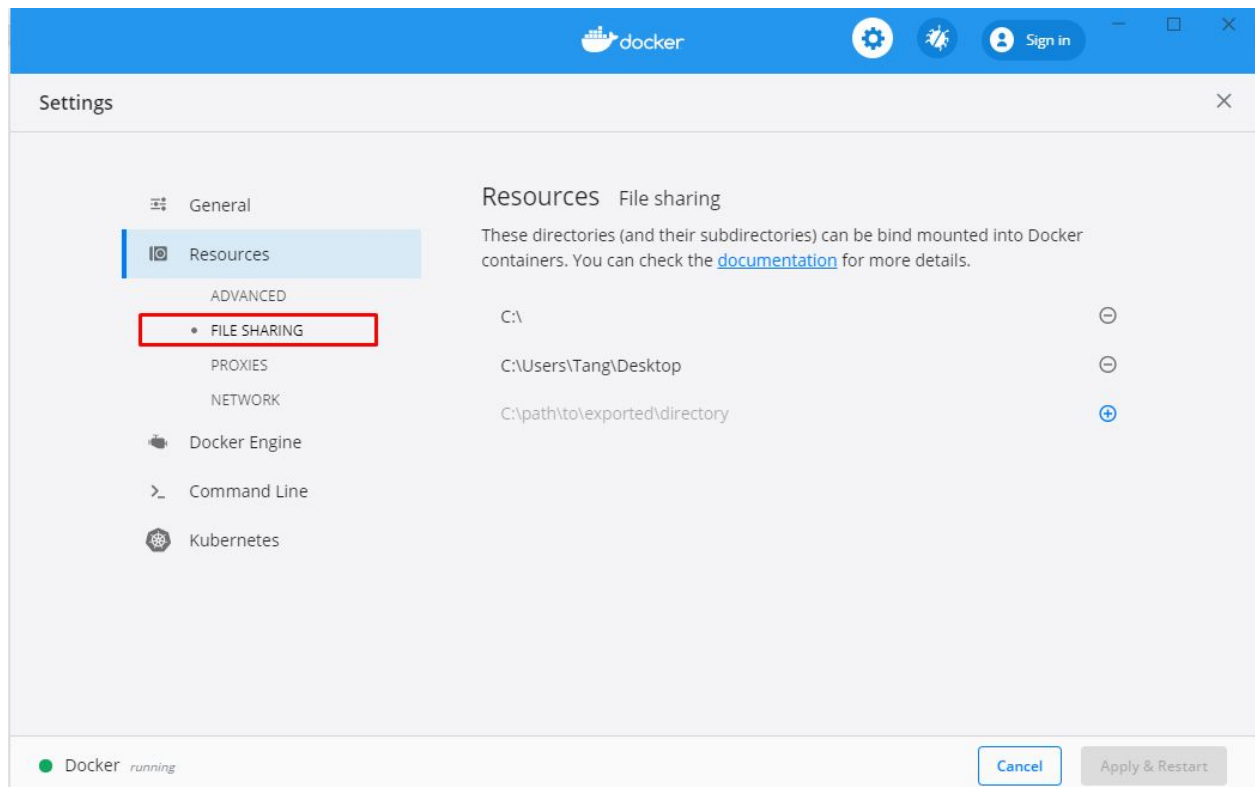 docker
Sign in
Settings
General
Resources
ADVANCED
FILE SHARING
PROXIES
NETWORK
Docker Engine
Command Line
Kubernetes
Resources File sharing
These directories (and their subdirectories) can be bind mounted into Docker
containers. You can check the documentation for more details.
C:\
C:\Users\Tang\Desktop
C:\path\to\exported\directory
Docker running
Cancel
Apply & Restart